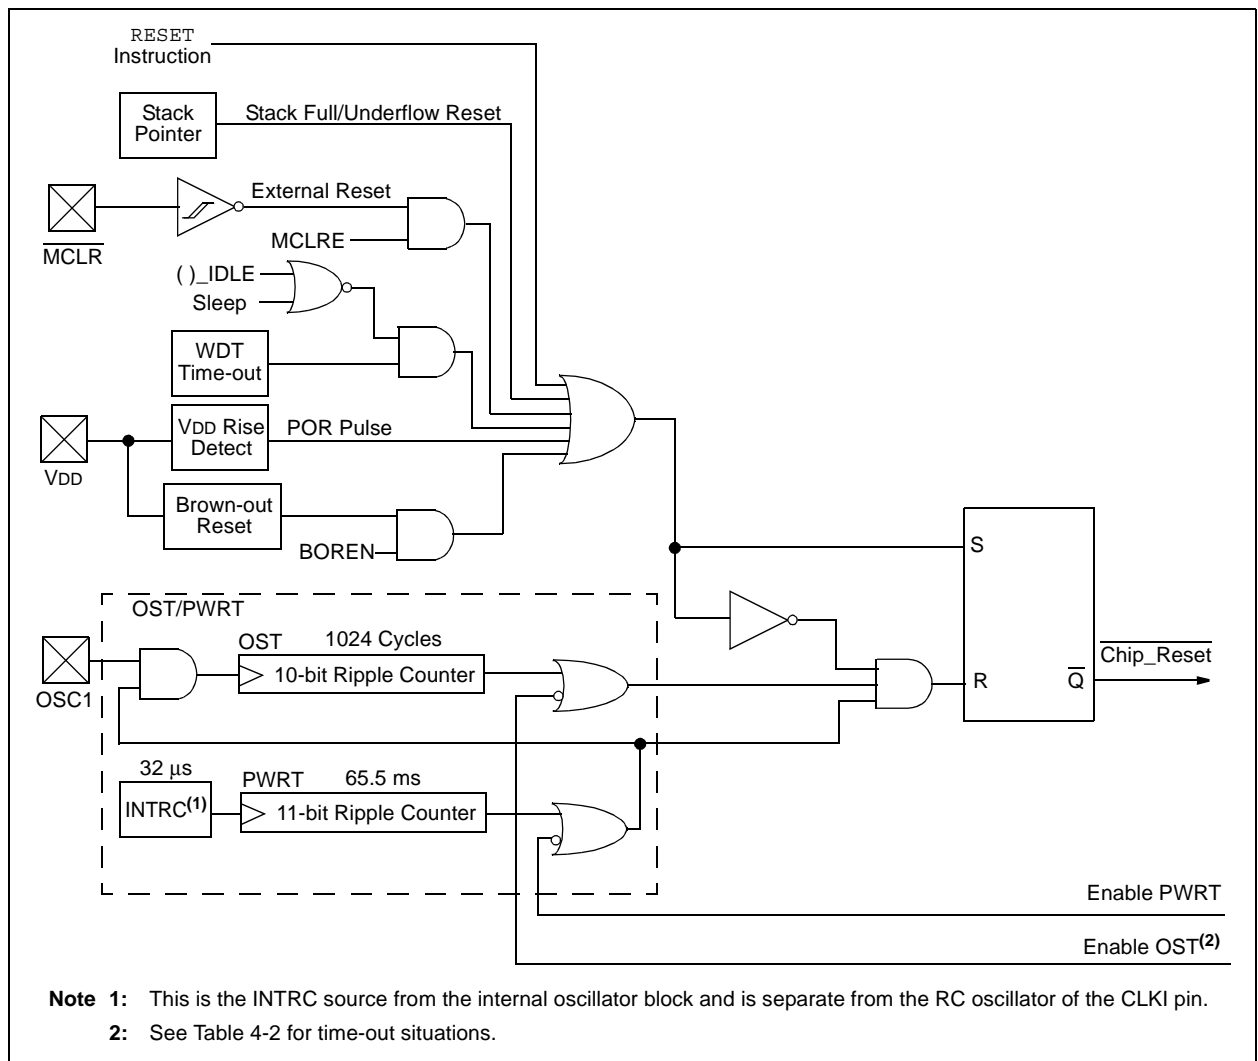 RESET
Instruction
Stack
Pointer
Stack Full/Underflow Reset
External Reset
MCLR
MCLRE
( )_IDLE
Sleep
WDT
Time-out
VDD Rise
Detect
POR Pulse
VDD
Brown-out
Reset
BOREN
S
OST/PWRT
OST 1024 Cycles
10-bit Ripple Counter
OSC1
Chip_Reset
R
Q
32 µs
INTRC(1)
PWRT 65.5 ms
11-bit Ripple Counter
Enable PWRT
Enable OST(2)
Note 1: This is the INTRC source from the internal oscillator block and is separate from the RC oscillator of the CLKI pin.
2: See Table 4-2 for time-out situations.